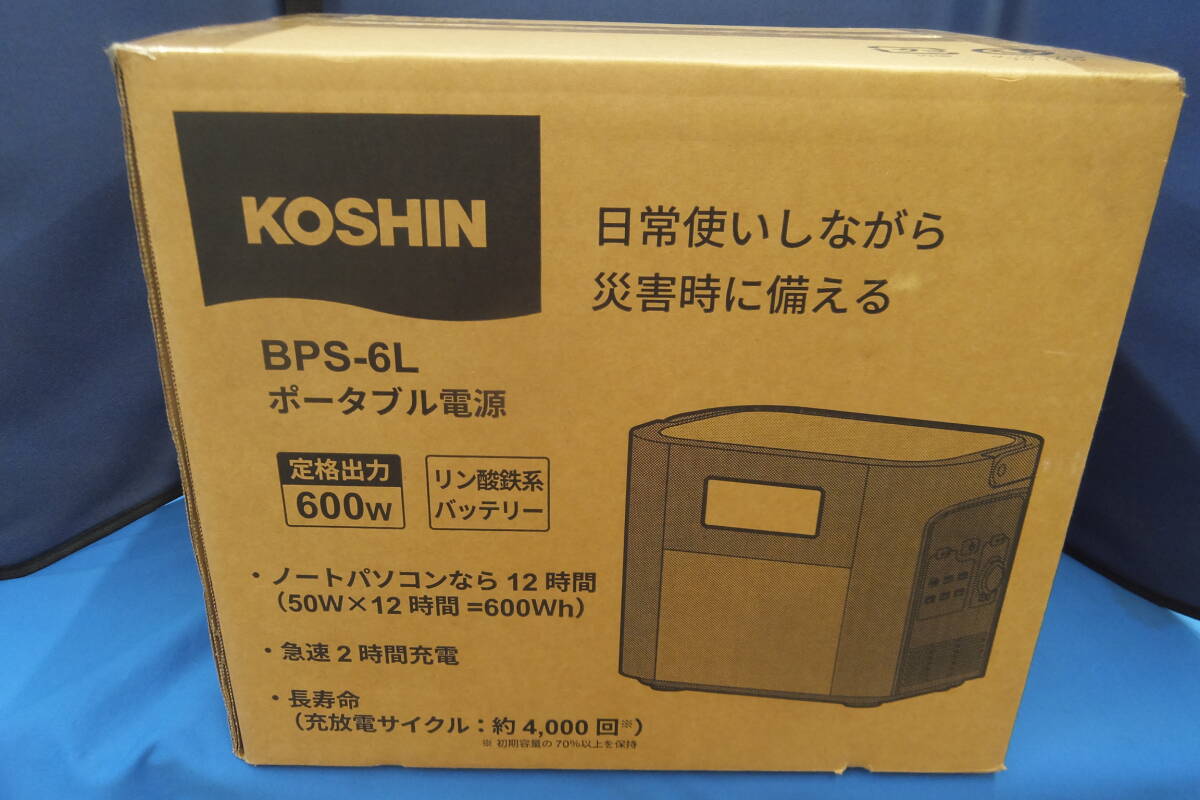 KOSHIN
日常使いしながら
災害時に備える
BPS-6L
ポータブル電源
定格出力
600W
リン酸鉄系
バッテリー
・ノートパソコンなら 12 時間
（50W×12 時間 =600Wh）
・急速 2 時間充電
・長寿命
（充放電サイクル：約 4,000 回※）
※ 初期容量の 70%以上を保持